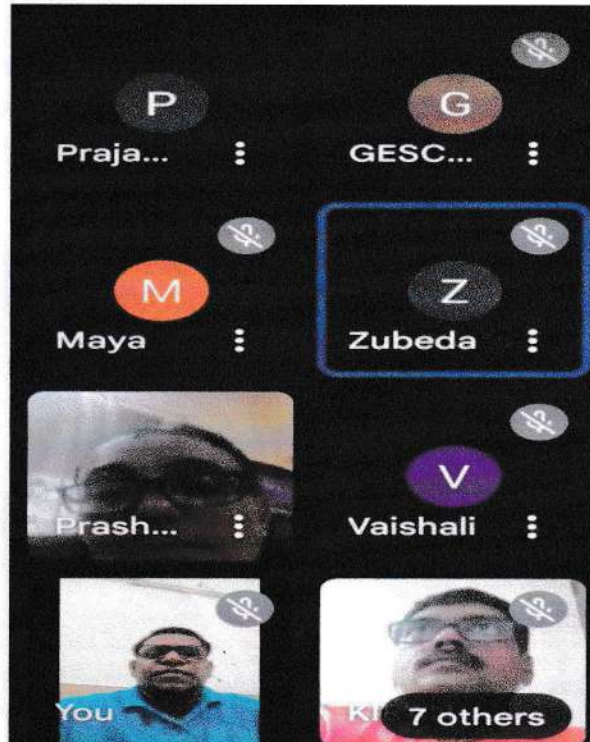 P G
Praja... GESC...
M Z
Maya Zubeda
V
Prash... Vaishali
You 7 others